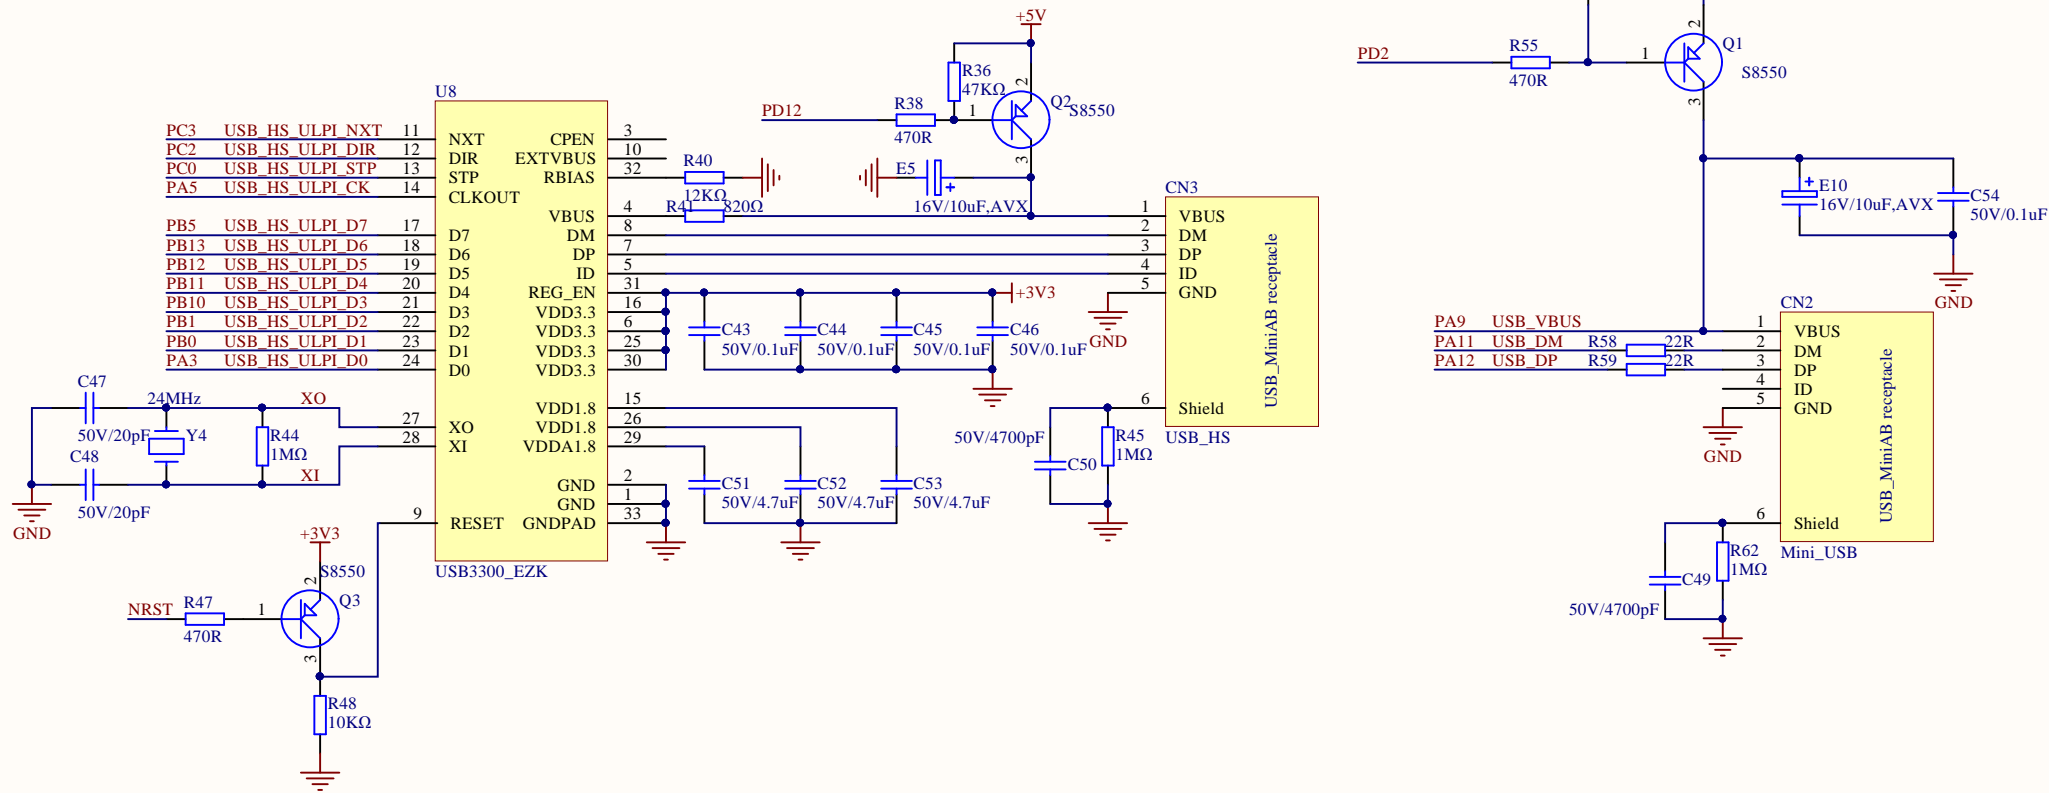 +5V
R36
47KΩ
2
PD12
R38
470R
1
Q2
S8550
3
E5
16V/10uF,AVX
PD2
R55
470R
1
2
Q1
S8550
3
E10
16V/10uF,AVX
C54
50V/0.1uF
GND
U8
PC3 USB_HS_ULPI_NXT 11 NXT
PC2 USB_HS_ULPI_DIR 12 DIR
PC0 USB_HS_ULPI_STP 13 STP
PA5 USB_HS_ULPI_CK 14 CLKOUT
PB5 USB_HS_ULPI_D7 17 D7
PB13 USB_HS_ULPI_D6 18 D6
PB12 USB_HS_ULPI_D5 19 D5
PB11 USB_HS_ULPI_D4 20 D4
PB10 USB_HS_ULPI_D3 21 D3
PB1 USB_HS_ULPI_D2 22 D2
PB0 USB_HS_ULPI_D1 23 D1
PA3 USB_HS_ULPI_D0 24 D0
27 XO
28 XI
9 RESET
CPEN 3
EXTVBUS 10
RBIAS 32
VBUS 4
DM 8
DP 7
ID 5
REG_EN 31
VDD3.3 16
VDD3.3 6
VDD3.3 25
VDD3.3 30
VDD1.8 15
VDD1.8 26
VDDA1.8 29
GND 2
GND 1
GNDPAD 33
USB3300_EZK
R40
12KΩ
R41 820Ω
+3V3
C43
50V/0.1uF
C44
50V/0.1uF
C45
50V/0.1uF
C46
50V/0.1uF
C51
50V/4.7uF
C52
50V/4.7uF
C53
50V/4.7uF
CN3
1 VBUS
2 DM
3 DP
4 ID
5 GND
GND
6 Shield
USB_MiniAB receptacle
USB_HS
50V/4700pF
C50
R45
1MΩ
CN2
PA9 USB_VBUS 1 VBUS
PA11 USB_DM R58 22R 2 DM
PA12 USB_DP R59 22R 3 DP
4 ID
5 GND
GND
6 Shield
USB_MiniAB receptacle
Mini_USB
R62
1MΩ
C49
50V/4700pF
C47
50V/20pF
24MHz
Y4
XO
R44
1MΩ
C48
50V/20pF
XI
GND
+3V3
S8550
2
NRST
R47
470R
1
Q3
3
R48
10KΩ